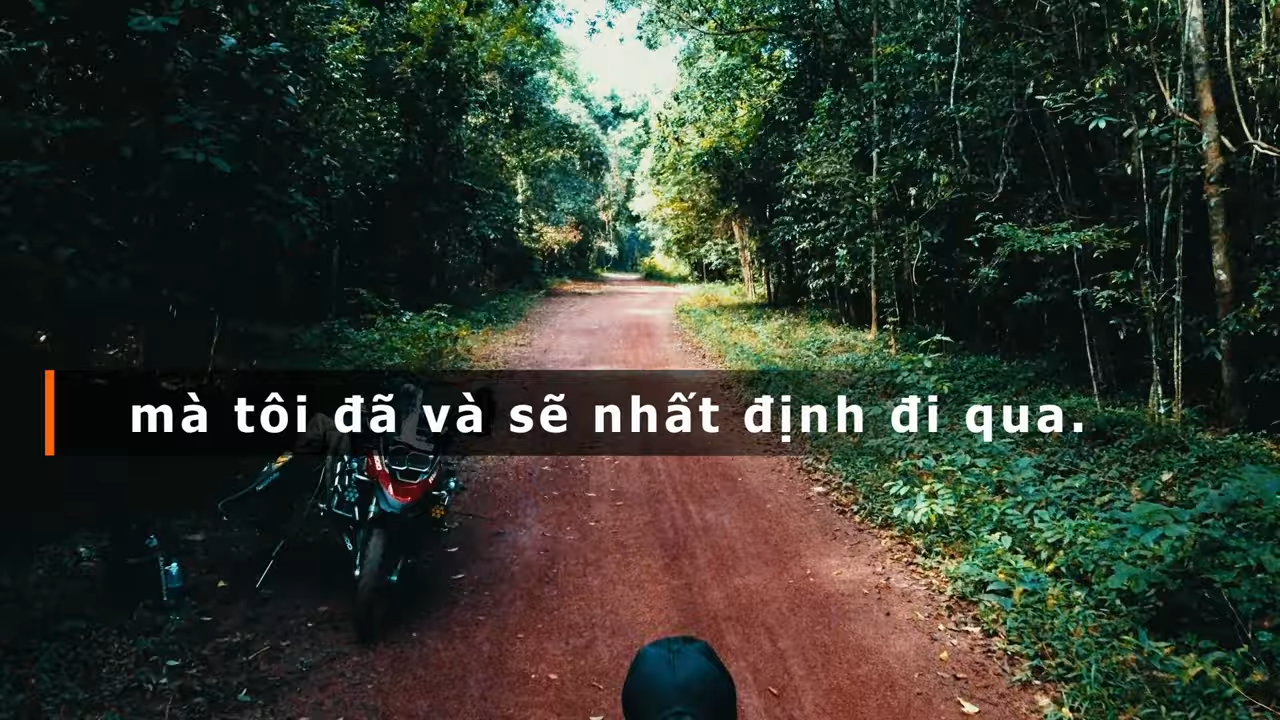 mà tôi đã và sẽ nhất định đi qua.